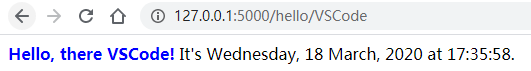 127.0.0.1:5000/hello/VSCode
Hello, there VSCode! It's Wednesday, 18 March, 2020 at 17:35:58.